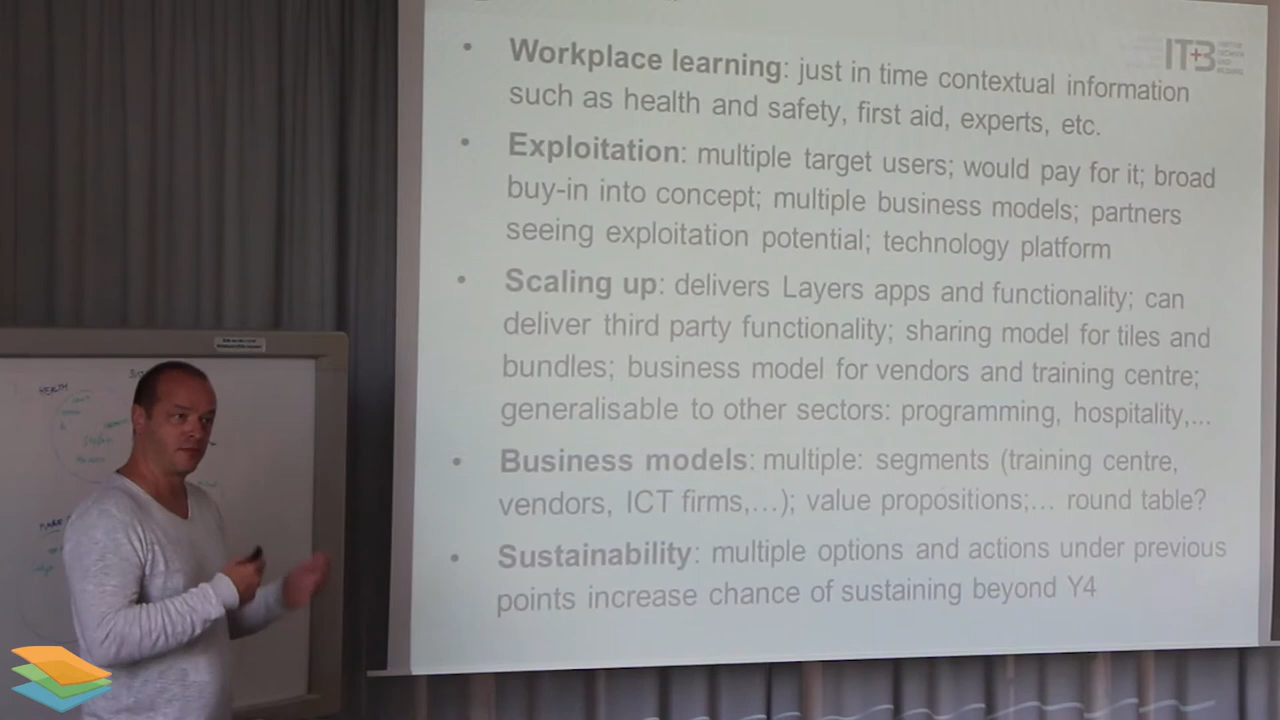 ITB
• Workplace learning: just in time contextual information
such as health and safety, first aid, experts, etc.
• Exploitation: multiple target users; would pay for it; broad
buy-in into concept; multiple business models; partners
seeing exploitation potential; technology platform
• Scaling up: delivers Layers apps and functionality; can
deliver third party functionality; sharing model for tiles and
bundles; business model for vendors and training centre;
generalisable to other sectors: programming, hospitality,...
• Business models: multiple: segments (training centre,
vendors, ICT firms,...); value propositions;... round table?
• Sustainability: multiple options and actions under previous
points increase chance of sustaining beyond Y4
HEALTH